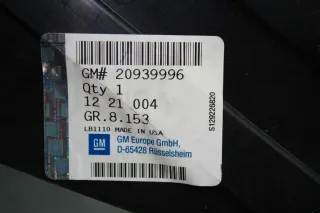 GM# 20939996
Qty 1
12 21 004
GR.8.153
LB1110 MADE IN USA
GM
GM Europe GmbH,
D-65428 Rüsselsheim
S129226820